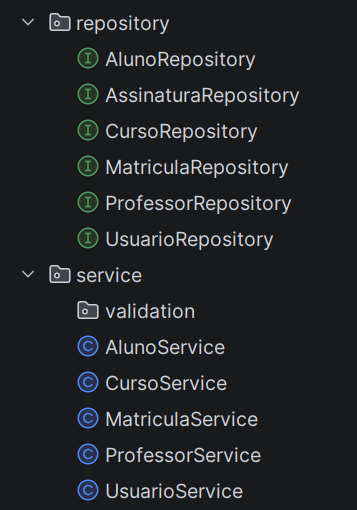 repository
I AlunoRepository
I AssinaturaRepository
I CursoRepository
I MatriculaRepository
I ProfessorRepository
I UsuarioRepository
service
validation
C AlunoService
C CursoService
C MatriculaService
C ProfessorService
C UsuarioService